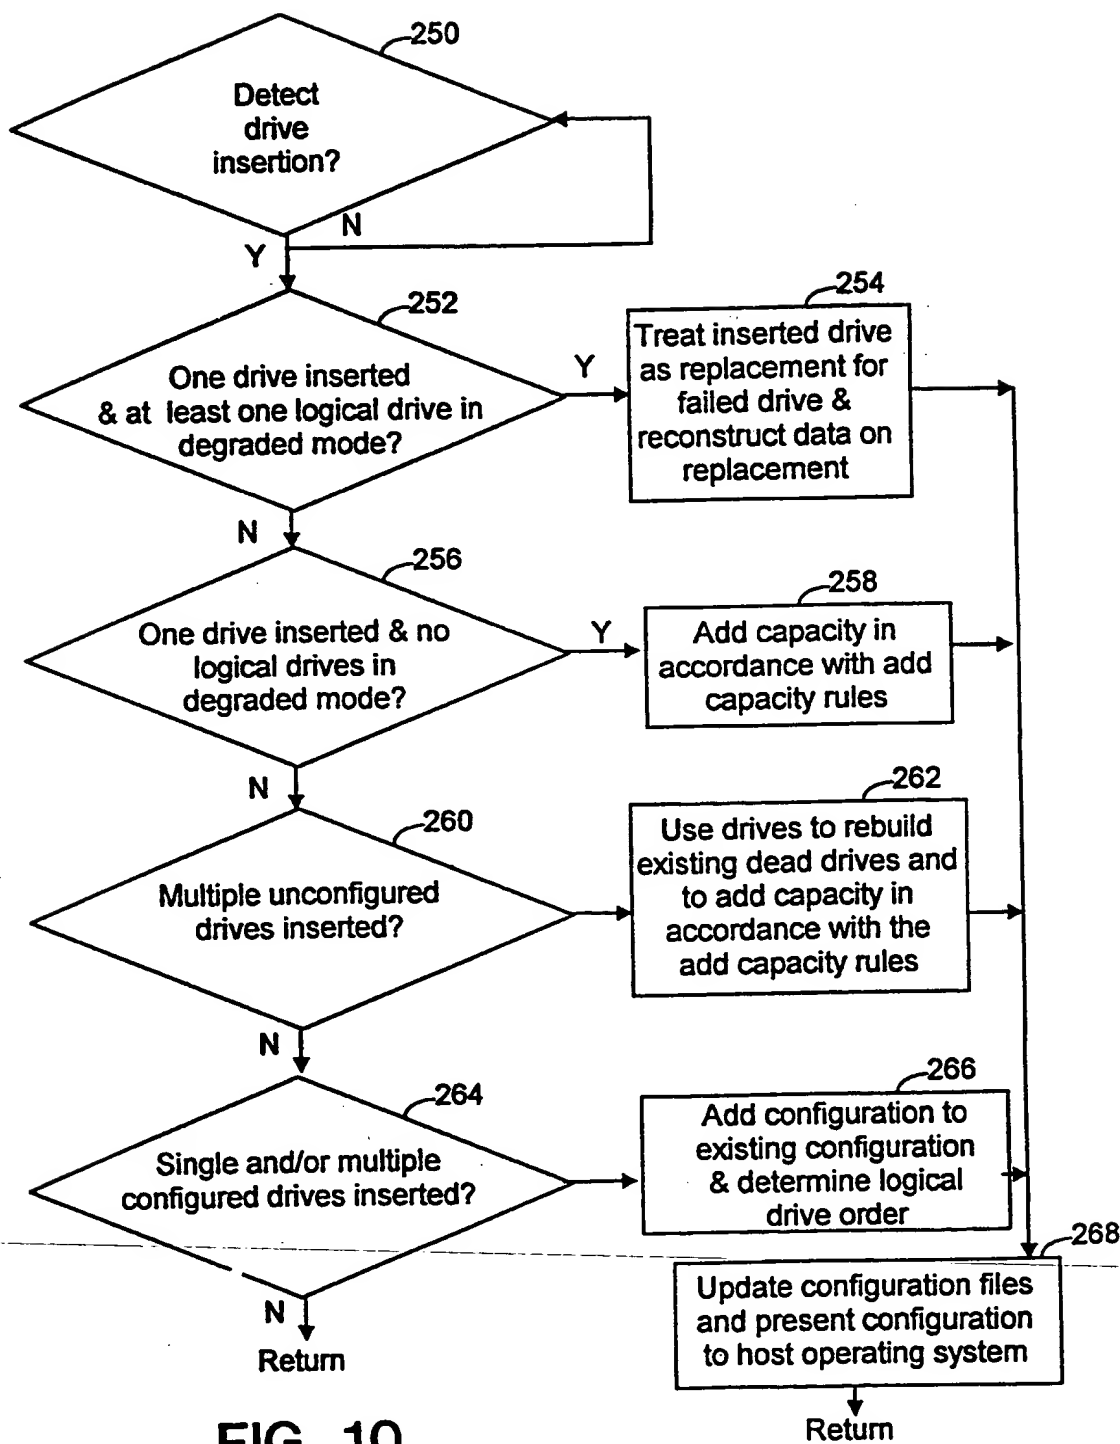 250
Detect
drive
insertion?
N
Y
252
One drive inserted
& at least one logical drive in
degraded mode?
Y
254
Treat inserted drive
as replacement for
failed drive &
reconstruct data on
replacement
N
256
One drive inserted & no
logical drives in
degraded mode?
Y
258
Add capacity in
accordance with add
capacity rules
N
260
Multiple unconfigured
drives inserted?
262
Use drives to rebuild
existing dead drives and
to add capacity in
accordance with the
add capacity rules
N
264
Single and/or multiple
configured drives inserted?
266
Add configuration to
existing configuration
& determine logical
drive order
N
Return
268
Update configuration files
and present configuration
to host operating system
Return
FIG. 10